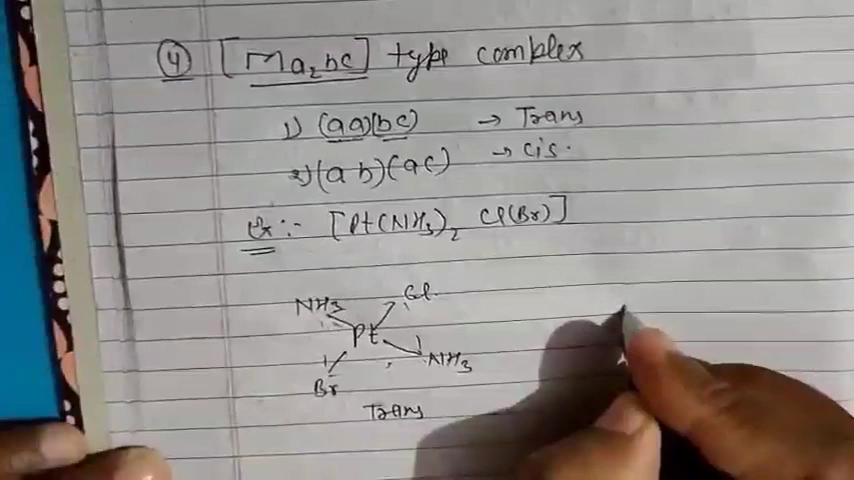 ④ [Ma₂bc] type complex
1) (aa)(bc) → Trans
2) (ab)(ac) → cis.
Ex:- [Pt(NH₃)₂ Cl(Br)]
NH₃ Cl
Pt
Br NH₃
Trans